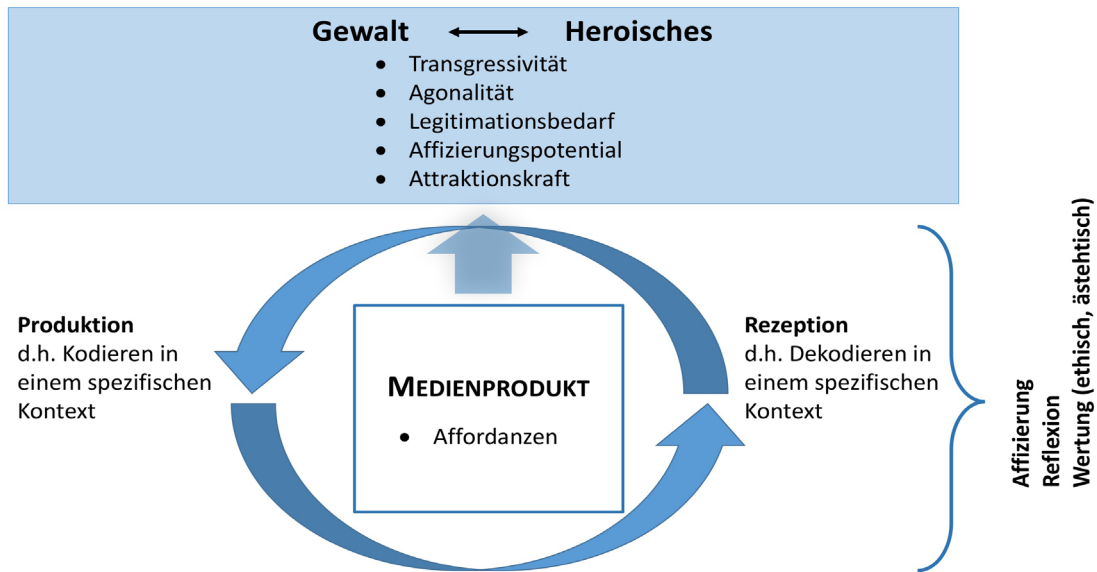 Gewalt Heroisches
• Transgressivität
• Agonalität
• Legitimationsbedarf
• Affizierungspotential
• Attraktionskraft
Produktion
d.h. Kodieren in
einem spezifischen
Kontext
MEDIENPRODUKT
• Affordanzen
Rezeption
d.h. Dekodieren in
einem spezifischen
Kontext
Affizierung
Reflexion
Wertung (ethisch, ästehtisch)